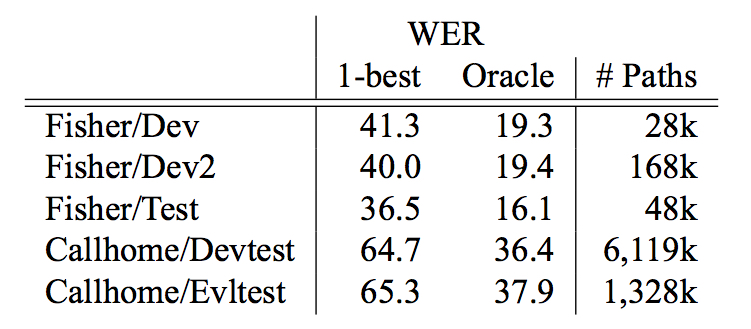 WER
1-best Oracle # Paths
Fisher/Dev 41.3 19.3 28k
Fisher/Dev2 40.0 19.4 168k
Fisher/Test 36.5 16.1 48k
Callhome/Devtest 64.7 36.4 6,119k
Callhome/Evltest 65.3 37.9 1,328k